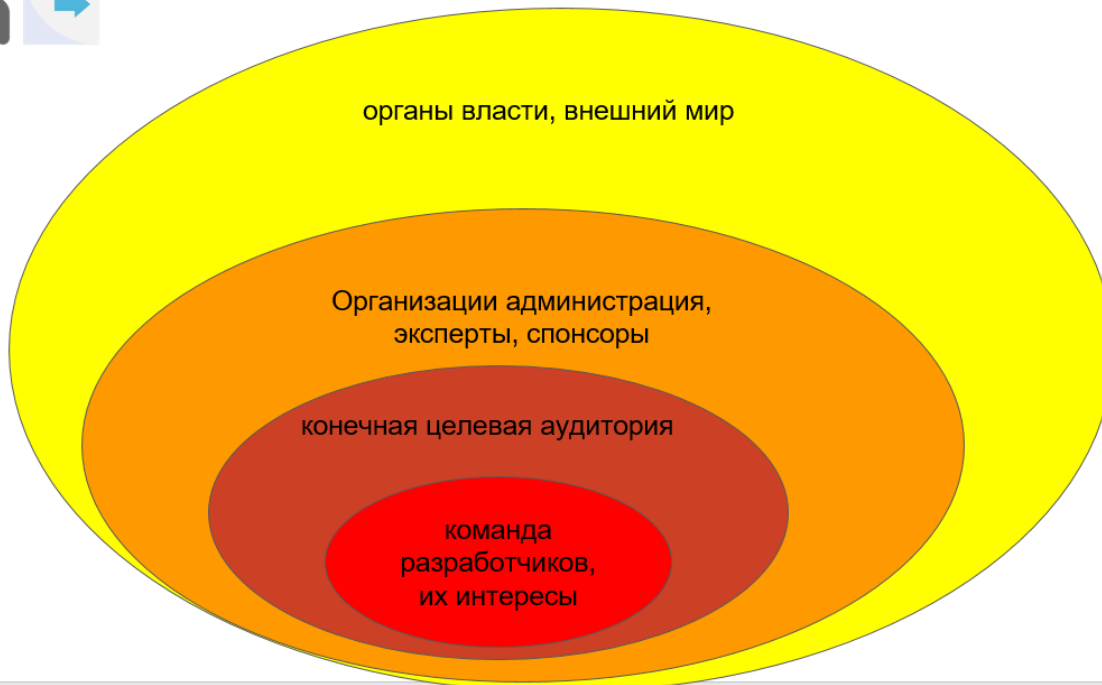 органы власти, внешний мир
Организации администрация,
эксперты, спонсоры
конечная целевая аудитория
команда
разработчиков,
их интересы